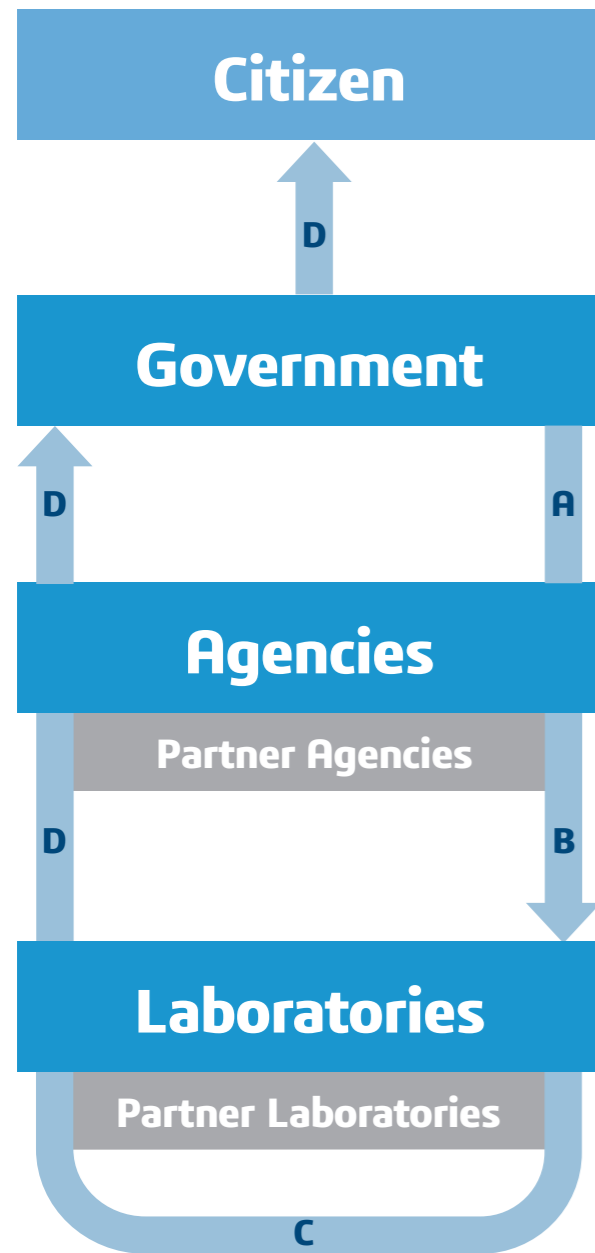 Citizen
D
Government
D
A
Agencies
Partner Agencies
D
B
Laboratories
Partner Laboratories
C